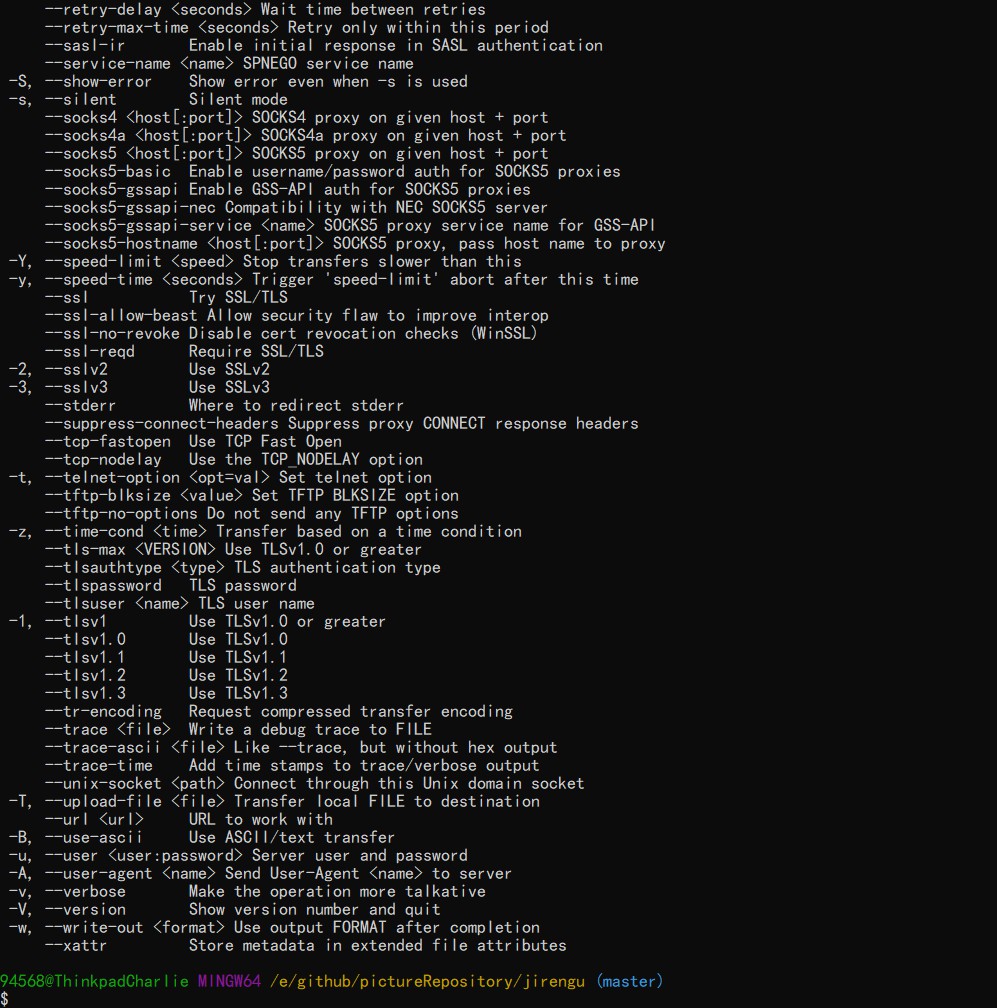 --retry-delay <seconds> Wait time between retries
     --retry-max-time <seconds> Retry only within this period
     --sasl-ir       Enable initial response in SASL authentication
     --service-name <name> SPNEGO service name
 -S, --show-error    Show error even when -s is used
 -s, --silent        Silent mode
     --socks4 <host[:port]> SOCKS4 proxy on given host + port
     --socks4a <host[:port]> SOCKS4a proxy on given host + port
     --socks5 <host[:port]> SOCKS5 proxy on given host + port
     --socks5-basic  Enable username/password auth for SOCKS5 proxies
     --socks5-gssapi Enable GSS-API auth for SOCKS5 proxies
     --socks5-gssapi-nec Compatibility with NEC SOCKS5 server
     --socks5-gssapi-service <name> SOCKS5 proxy service name for GSS-API
     --socks5-hostname <host[:port]> SOCKS5 proxy, pass host name to proxy
 -Y, --speed-limit <speed> Stop transfers slower than this
 -y, --speed-time <seconds> Trigger 'speed-limit' abort after this time
     --ssl           Try SSL/TLS
     --ssl-allow-beast Allow security flaw to improve interop
     --ssl-no-revoke Disable cert revocation checks (WinSSL)
     --ssl-reqd      Require SSL/TLS
 -2, --sslv2         Use SSLv2
 -3, --sslv3         Use SSLv3
     --stderr        Where to redirect stderr
     --suppress-connect-headers Suppress proxy CONNECT response headers
     --tcp-fastopen  Use TCP Fast Open
     --tcp-nodelay   Use the TCP_NODELAY option
 -t, --telnet-option <opt=val> Set telnet option
     --tftp-blksize <value> Set TFTP BLKSIZE option
     --tftp-no-options Do not send any TFTP options
 -z, --time-cond <time> Transfer based on a time condition
     --tls-max <VERSION> Use TLSv1.0 or greater
     --tlsauthtype <type> TLS authentication type
     --tlspassword   TLS password
     --tlsuser <name> TLS user name
 -1, --tlsv1         Use TLSv1.0 or greater
     --tlsv1.0       Use TLSv1.0
     --tlsv1.1       Use TLSv1.1
     --tlsv1.2       Use TLSv1.2
     --tlsv1.3       Use TLSv1.3
     --tr-encoding   Request compressed transfer encoding
     --trace <file>  Write a debug trace to FILE
     --trace-ascii <file> Like --trace, but without hex output
     --trace-time    Add time stamps to trace/verbose output
     --unix-socket <path> Connect through this Unix domain socket
 -T, --upload-file <file> Transfer local FILE to destination
     --url <url>     URL to work with
 -B, --use-ascii     Use ASCII/text transfer
 -u, --user <user:password> Server user and password
 -A, --user-agent <name> Send User-Agent <name> to server
 -v, --verbose       Make the operation more talkative
 -V, --version       Show version number and quit
 -w, --write-out <format> Use output FORMAT after completion
     --xattr         Store metadata in extended file attributes
94568@ThinkpadCharlie MINGW64 /e/github/pictureRepository/jirengu (master)
$